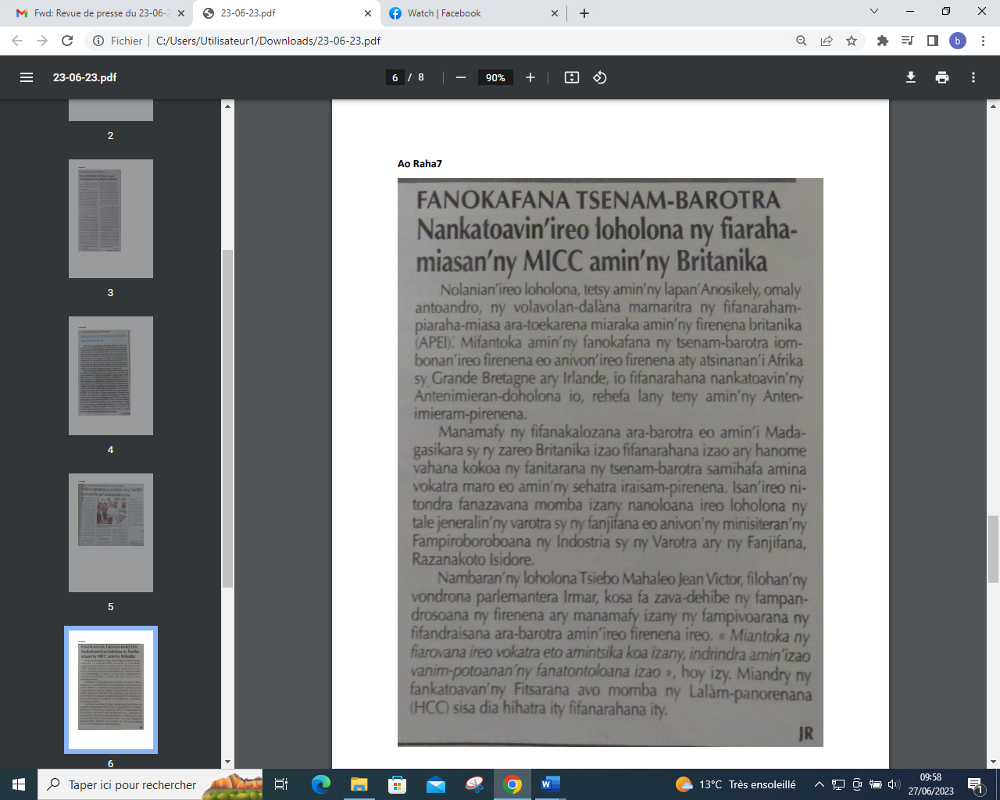 Fwd: Revue de presse du 23-06-2
23-06-23.pdf
Watch | Facebook
Fichier
C:/Users/Utilisateur1/Downloads/23-06-23.pdf
b
23-06-23.pdf
6 / 8
90%
2
3
4
5
6
Ao Raha7
FANOKAFANA TSENAM-BAROTRA
Nankatoavin'ireo loholona ny fiaraha-
miasan'ny MICC amin'ny Britanika
Nolanian'ireo loholona, tetsy amin'ny lapan'Anosikely, omaly
antoandro, ny volavolan-dalàna mamaritra ny fifanaraham-
piaraha-miasa ara-toekarena miaraka amin'ny firenena britanika
(APEI). Mifantoka amin'ny fanokafana ny tsenam-barotra iom-
bonan'ireo firenena eo anivon'ireo firenena aty atsinanan'i Afrika
sy Grande Bretagne ary Irlande, io fifanarahana nankatoavin'ny
Antenimieran-doholona io, rehefa lany teny amin'ny Anten-
imieram-pirenena.
Manamafy ny fifanakalozana ara-barotra eo amin'i Mada-
gasikara sy ry zareo Britanika izao fifanarahana izao ary hanome
vahana kokoa ny fanitarana ny tsenam-barotra samihafa amina
vokatra maro eo amin'ny sehatra iraisam-pirenena. Isan'ireo ni-
tondra fanazavana momba izany nanoloana ireo loholona ny
tale jeneralin'ny varotra sy ny fanjifana eo anivon'ny minisiteran'ny
Fampiroboroboana ny Indostria sy ny Varotra ary ny Fanjifana,
Razanakoto Isidore.
Nambaran'ny loholona Tsiebo Mahaleo Jean Victor, filohan'ny
vondrona parlemantera Irmar, kosa fa zava-dehibe ny fampan-
drosoana ny firenena ary manamafy izany ny fampivoarana ny
fifandraisana ara-barotra amin'ireo firenena ireo. « Miantoka ny
fiarovana ireo vokatra eto amintsika koa izany, indrindra amin'izao
vanim-potoanan'ny fanatontoloana izao », hoy izy. Miandry ny
fankatoavan'ny Fitsarana avo momba ny Lalàm-panorenana
(HCC) sisa dia hihatra ity fifanarahana ity.
JR
Taper ici pour rechercher
13°C Très ensoleillé
09:58
27/06/2023
1